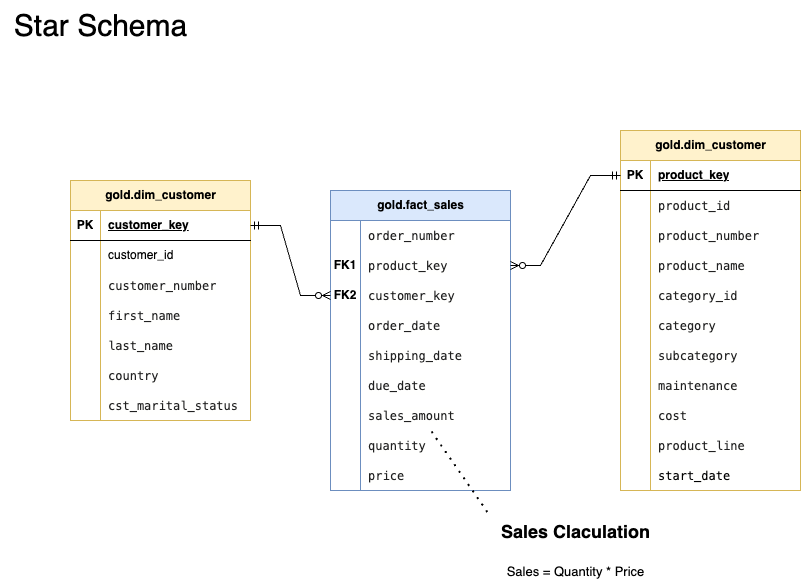 Star Schema
gold.dim_customer
PK customer_key
customer_id
customer_number
first_name
last_name
country
cst_marital_status
gold.fact_sales
order_number
FK1 product_key
FK2 customer_key
order_date
shipping_date
due_date
sales_amount
quantity
price
gold.dim_customer
PK product_key
product_id
product_number
product_name
category_id
category
subcategory
maintenance
cost
product_line
start_date
Sales Claculation
Sales = Quantity * Price